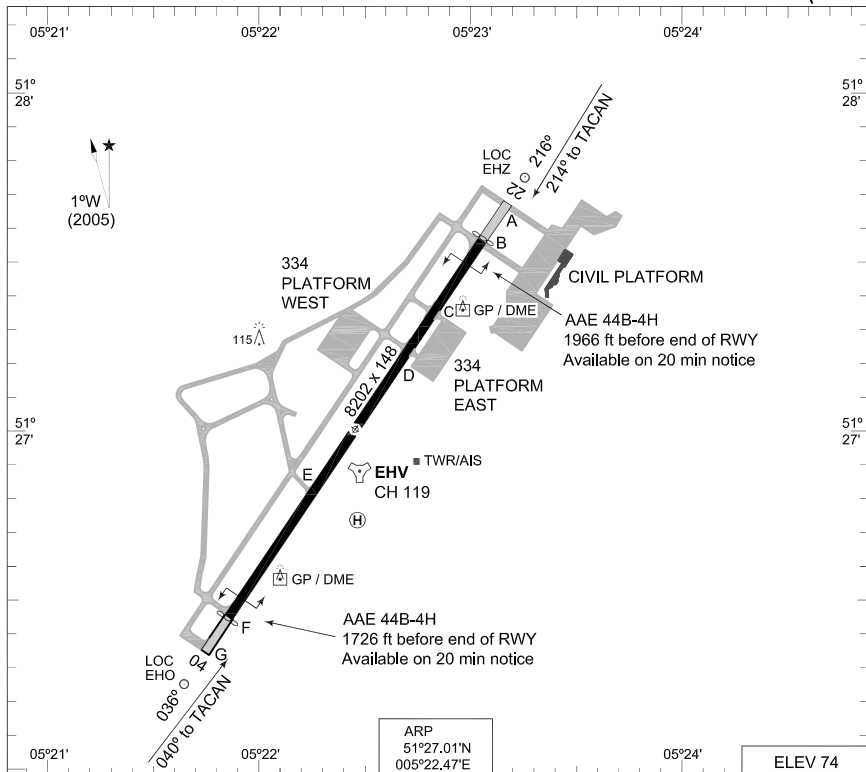 05º21'
05º22'
05º23'
05º24'
51º
28'
51º
28'
1ºW
(2005)
LOC
EHZ
22
216º
214º to TACAN
A
B
334
PLATFORM
WEST
CIVIL PLATFORM
C
GP / DME
AAE 44B-4H
1966 ft before end of RWY
Available on 20 min notice
115
8202 x 148
D
334
PLATFORM
EAST
51º
27'
51º
27'
E
EHV
CH 119
TWR/AIS
H
GP / DME
F
AAE 44B-4H
1726 ft before end of RWY
Available on 20 min notice
G
04
LOC
EHO
036º
040º to TACAN
ARP
51º27.01'N
005º22,47'E
ELEV 74
05º21'
05º22'
05º24'